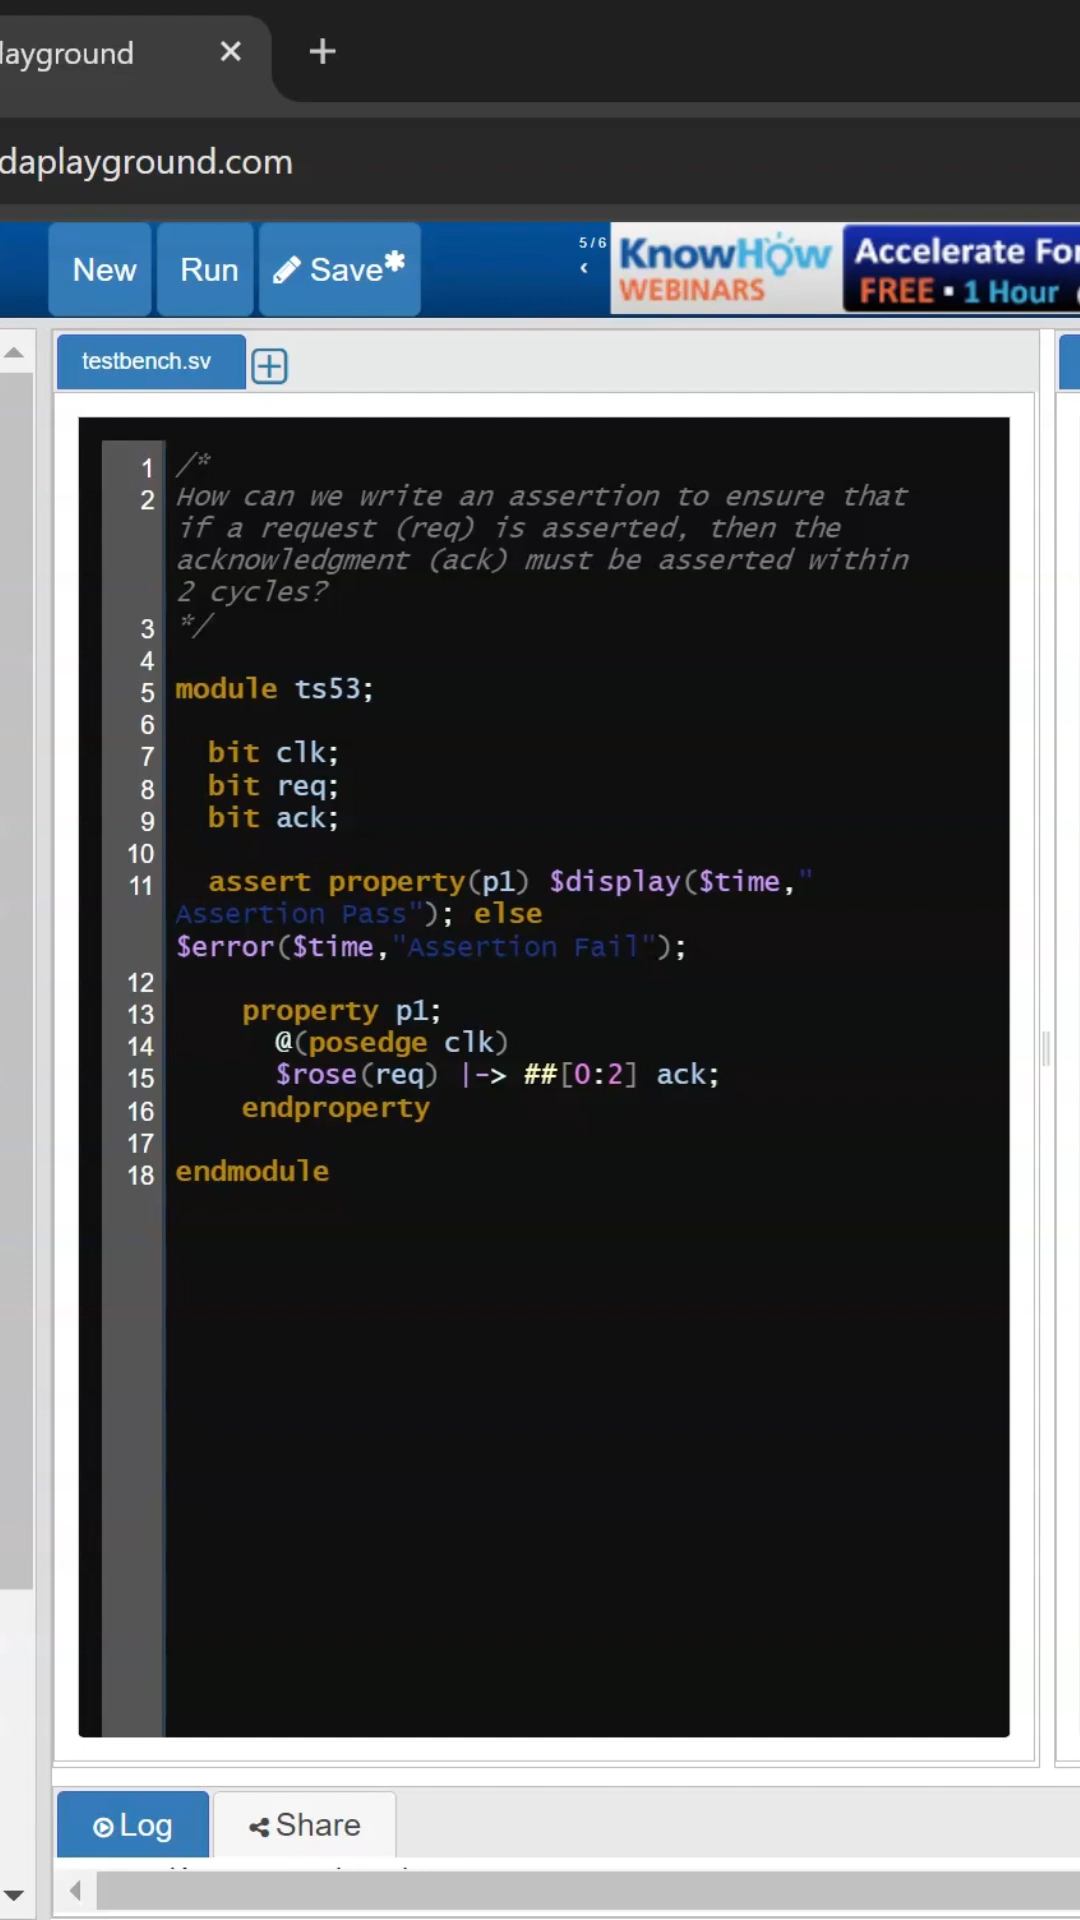 layground
daplayground.com
New Run Save*
5/6
KnowHow
WEBINARS
Accelerate For
FREE ▪ 1 Hour
testbench.sv
1 /*
2 How can we write an assertion to ensure that
if a request (req) is asserted, then the
acknowledgment (ack) must be asserted within
2 cycles?
3 */
4
5 module ts53;
6
7 bit clk;
8 bit req;
9 bit ack;
10
11 assert property(p1) $display($time,"
Assertion Pass"); else
$error($time,"Assertion Fail");
12
13 property p1;
14 @(posedge clk)
15 $rose(req) |-> ##[0:2] ack;
16 endproperty
17
18 endmodule
Log Share